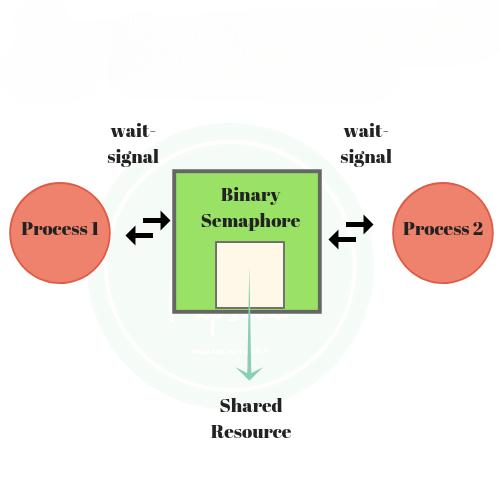 wait-
signal
wait-
signal
Binary
Semaphore
Process 1
Process 2
Shared
Resource